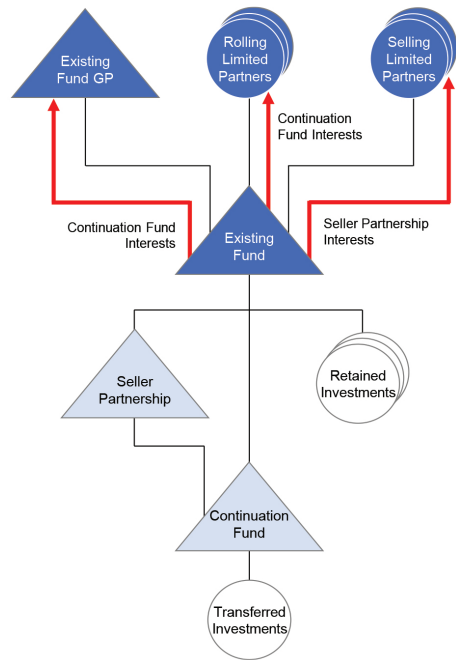 Existing
Fund GP
Rolling
Limited
Partners
Selling
Limited
Partners
Continuation
Fund Interests
Continuation Fund
Interests
Seller Partnership
Interests
Existing
Fund
Seller
Partnership
Retained
Investments
Continuation
Fund
Transferred
Investments